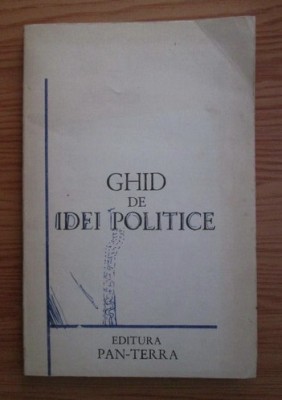 GHID
DE
IDEI POLITICE
EDITURA
PAN-TERRA